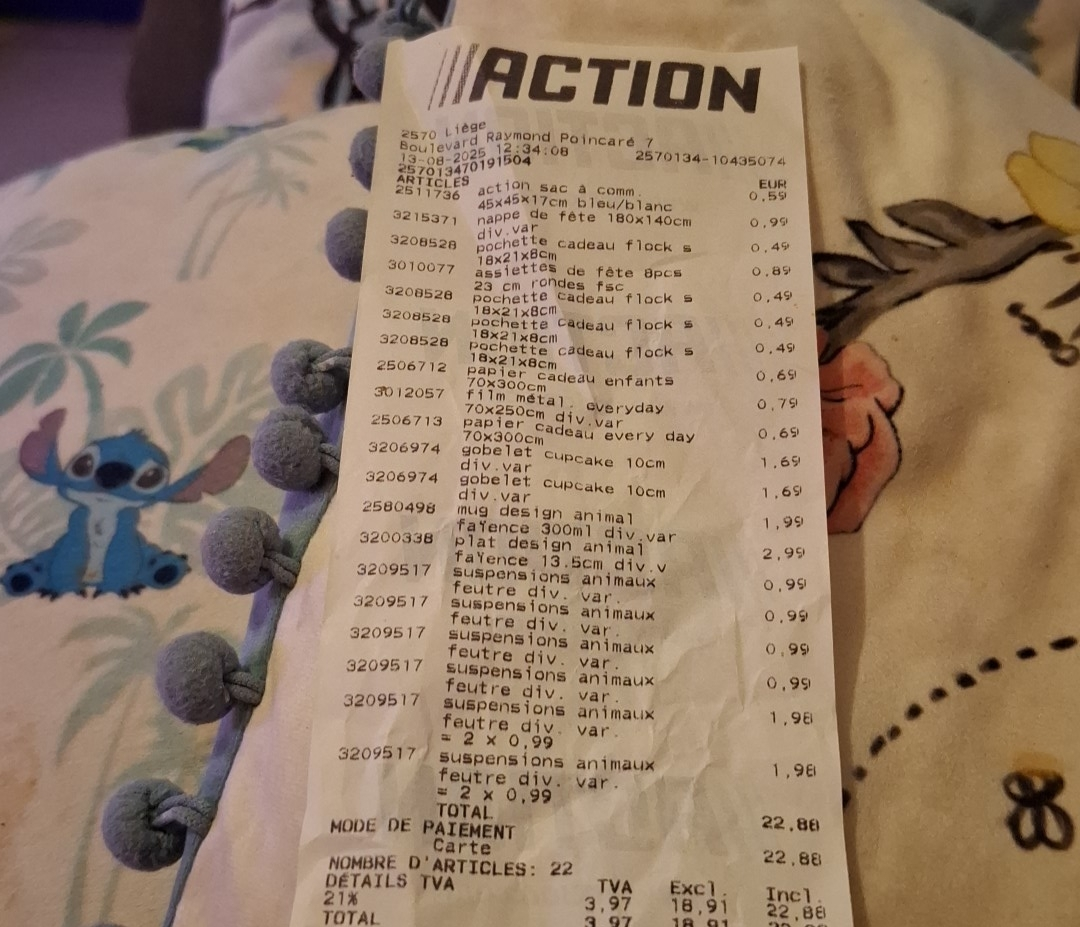 ACTION
2570 Liège
Boulevard Raymond Poincaré 7
13-08-2025 12:34:08 2570134-10435074
257013470191504
ARTICLES EUR
2511736 action sac à comm. 0,59
45x45x17cm bleu/blanc
3215371 nappe de fête 180x140cm 0,99
div.var
3208528 pochette cadeau flock s 0,49
18x21x8cm
3010077 assiettes de fête 8pcs 0,89
23 cm rondes fsc
3208528 pochette cadeau flock s 0,49
18x21x8cm
3208528 pochette cadeau flock s 0,49
18x21x8cm
3208528 pochette cadeau flock s 0,49
18x21x8cm
2506712 papier cadeau enfants 0,69
70x300cm
3012057 film métal. everyday 0,79
70x250cm div.var
2506713 papier cadeau every day 0,69
70x300cm
3206974 gobelet cupcake 10cm 1,69
div.var
3206974 gobelet cupcake 10cm 1,69
div.var
2580498 mug design animal 1,99
faïence 300ml div.var
3200338 plat design animal 2,99
faïence 13.5cm div.v
3209517 suspensions animaux 0,99
feutre div. var.
3209517 suspensions animaux 0,99
feutre div. var.
3209517 suspensions animaux 0,99
feutre div. var.
3209517 suspensions animaux 0,99
feutre div. var.
3209517 suspensions animaux 1,98
feutre div. var.
= 2 x 0,99
3209517 suspensions animaux 1,98
feutre div. var.
= 2 x 0,99
TOTAL 22,88
MODE DE PAIEMENT
Carte 22,88
NOMBRE D'ARTICLES: 22
DÉTAILS TVA TVA Excl. Incl.
21% 3,97 18,91 22,88
TOTAL 3,97 18,91